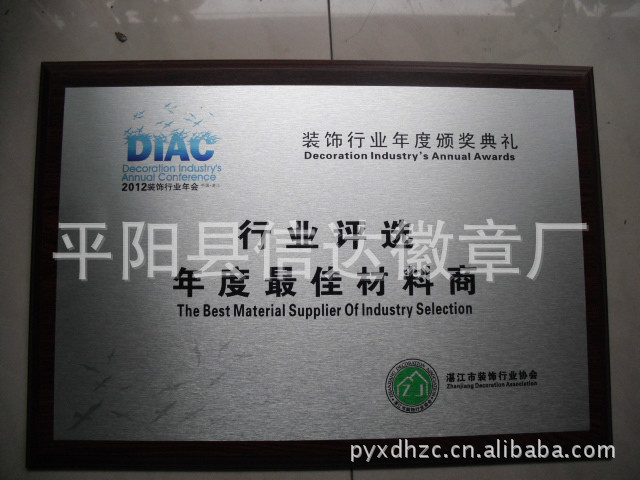 DIAC
Decoration Industry's
Annual Conference
2012装饰行业年会
装饰行业年度颁奖典礼
Decoration Industry's Annual Awards
平阳县信达徽章厂
行业评选
年度最佳材料商
The Best Material Supplier Of Industry Selection
ZJ
湛江市装饰行业协会
Zhanjiang Decoration Association
pyxdhzc.cn.alibaba.com